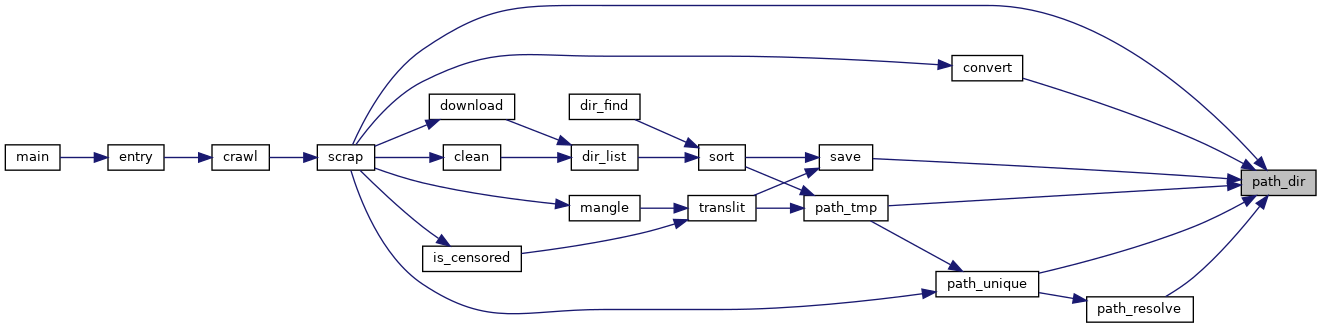 main
entry
crawl
scrap
download
clean
is_censored
dir_find
dir_list
mangle
sort
translit
save
path_tmp
convert
path_unique
path_resolve
path_dir